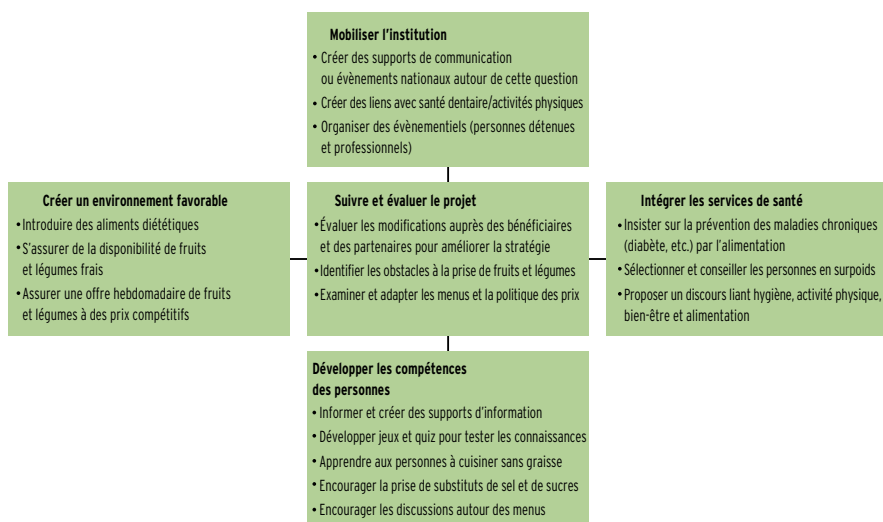 Mobiliser l'institution
• Créer des supports de communication
ou évènements nationaux autour de cette question
• Créer des liens avec santé dentaire/activités physiques
• Organiser des évènementiels (personnes détenues
et professionnels)
Créer un environnement favorable
• Introduire des aliments diététiques
• S'assurer de la disponibilité de fruits
et légumes frais
• Assurer une offre hebdomadaire de fruits
et légumes à des prix compétitifs
Suivre et évaluer le projet
• Évaluer les modifications auprès des bénéficiaires
et des partenaires pour améliorer la stratégie
• Identifier les obstacles à la prise de fruits et légumes
• Examiner et adapter les menus et la politique des prix
Intégrer les services de santé
• Insister sur la prévention des maladies chroniques
(diabète, etc.) par l'alimentation
• Sélectionner et conseiller les personnes en surpoids
• Proposer un discours liant hygiène, activité physique,
bien-être et alimentation
Développer les compétences
des personnes
• Informer et créer des supports d'information
• Développer jeux et quiz pour tester les connaissances
• Apprendre aux personnes à cuisiner sans graisse
• Encourager la prise de substituts de sel et de sucres
• Encourager les discussions autour des menus